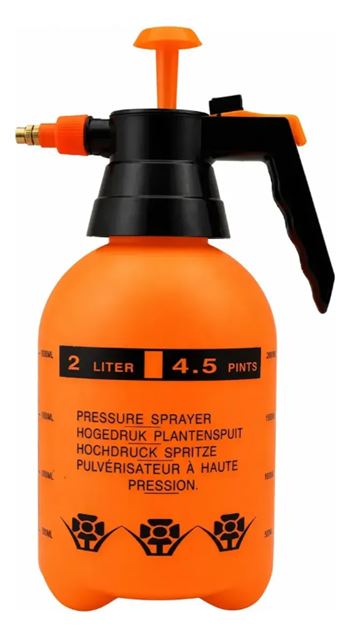 2 LITER 4.5 PINTS
PRESSURE SPRAYER
HOGEDRUK PLANTENSPUIT
HOCHDRUCK SPRITZE
PULVÉRISATEUR À HAUTE
PRESSION.